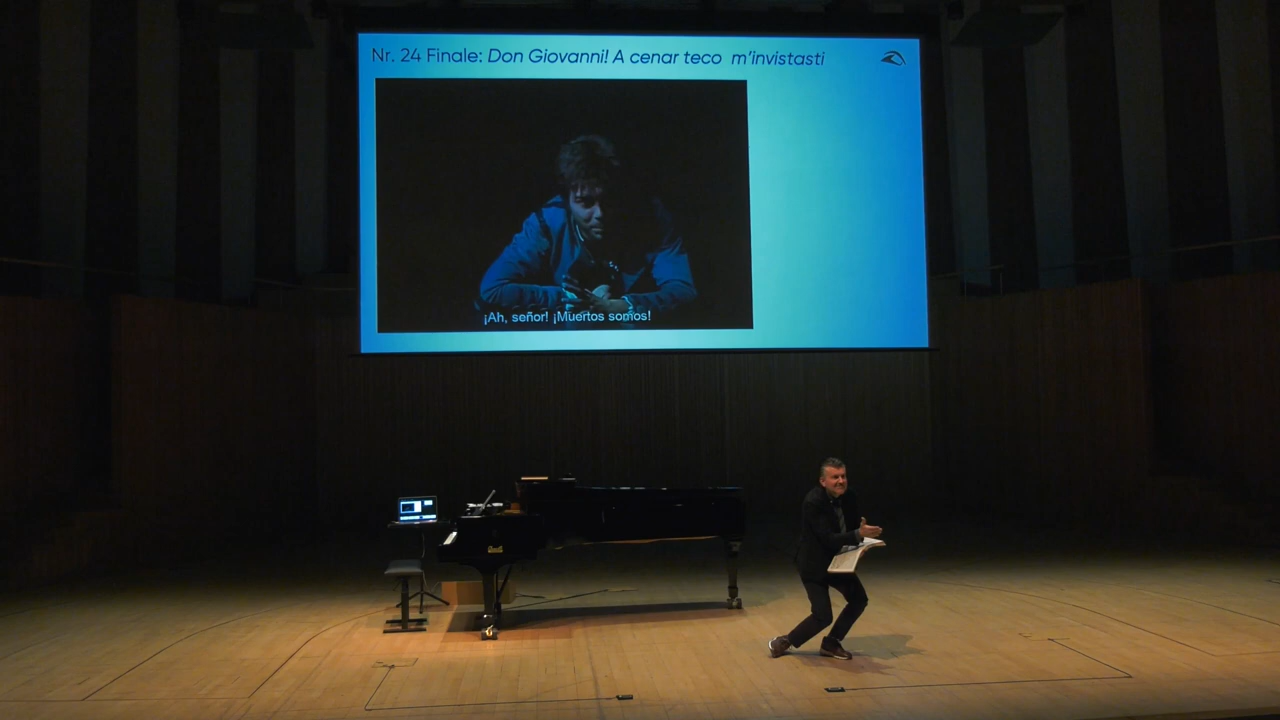 Nr. 24 Finale: Don Giovanni! A cenar teco m'invistasti
¡Ah, señor! ¡Muertos somos!